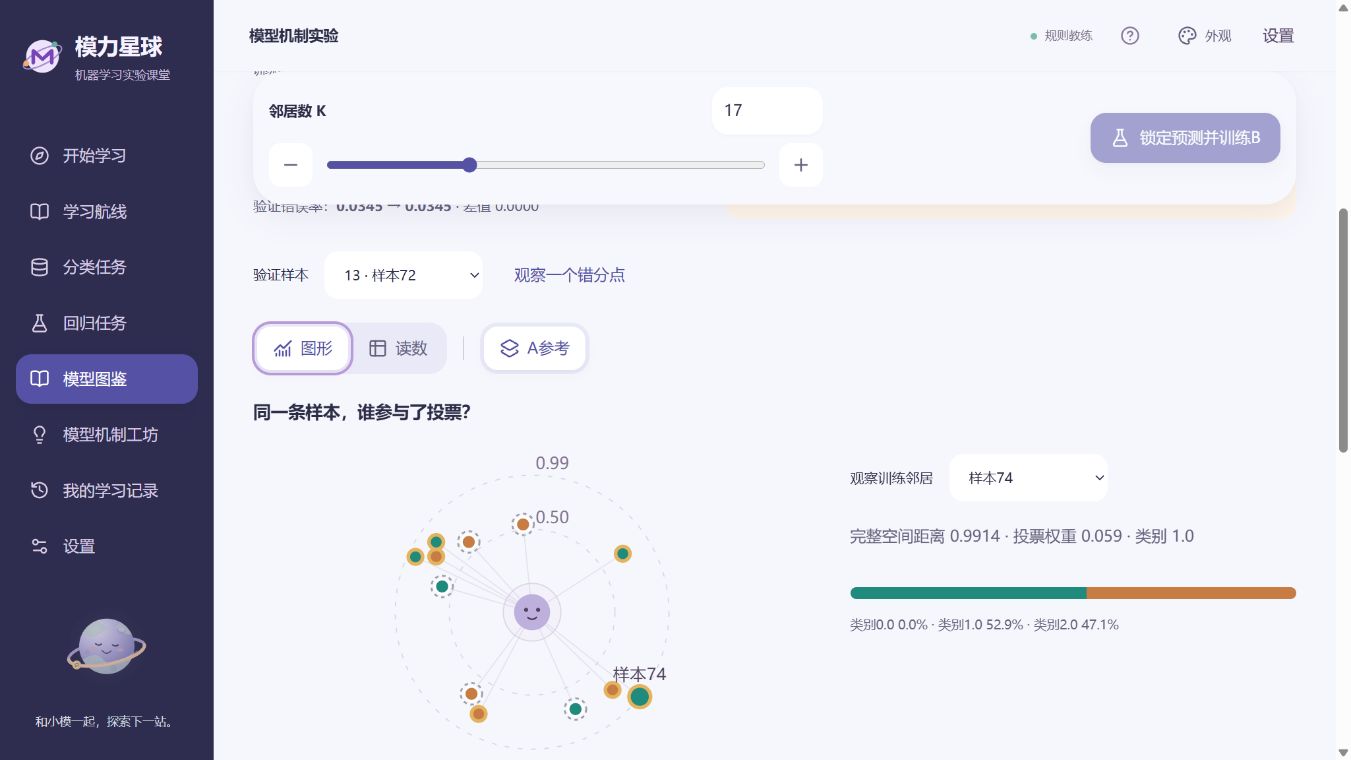 模力星球
机器学习实验课堂
开始学习
学习航线
分类任务
回归任务
模型图鉴
模型机制工坊
我的学习记录
设置
和小模一起，探索下一站。
模型机制实验
规则教练
外观
设置
邻居数 K
17
锁定预测并训练B
验证错误率：0.0345 → 0.0345 · 差值 0.0000
验证样本
13 · 样本72
观察一个错分点
图形
读数
A参考
同一条样本，谁参与了投票？
0.99
0.50
样本74
观察训练邻居
样本74
完整空间距离 0.9914 · 投票权重 0.059 · 类别 1.0
类别0.0 0.0% · 类别1.0 52.9% · 类别2.0 47.1%